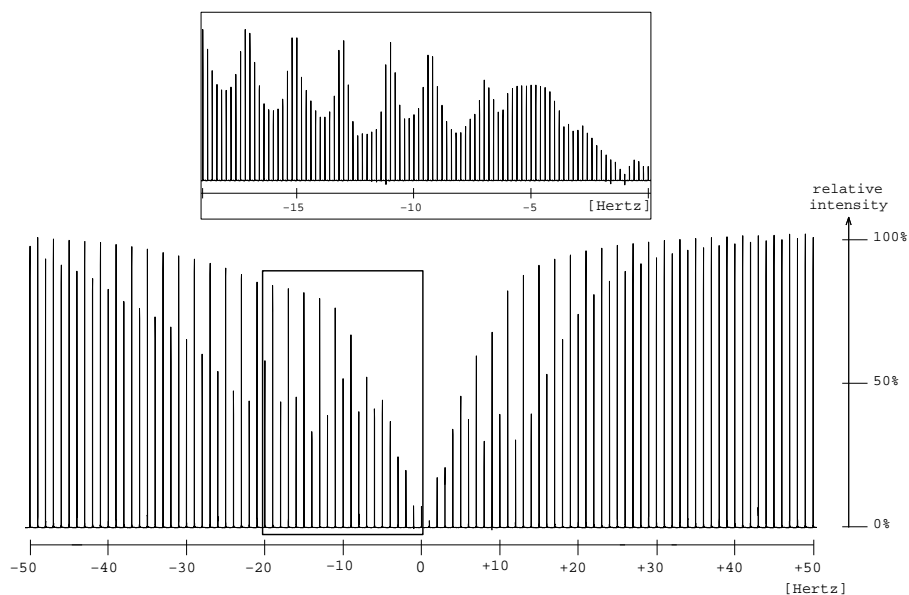 -15 -10 -5 [Hertz]
relative
intensity
100%
50%
0%
-50 -40 -30 -20 -10 0 +10 +20 +30 +40 +50
[Hertz]